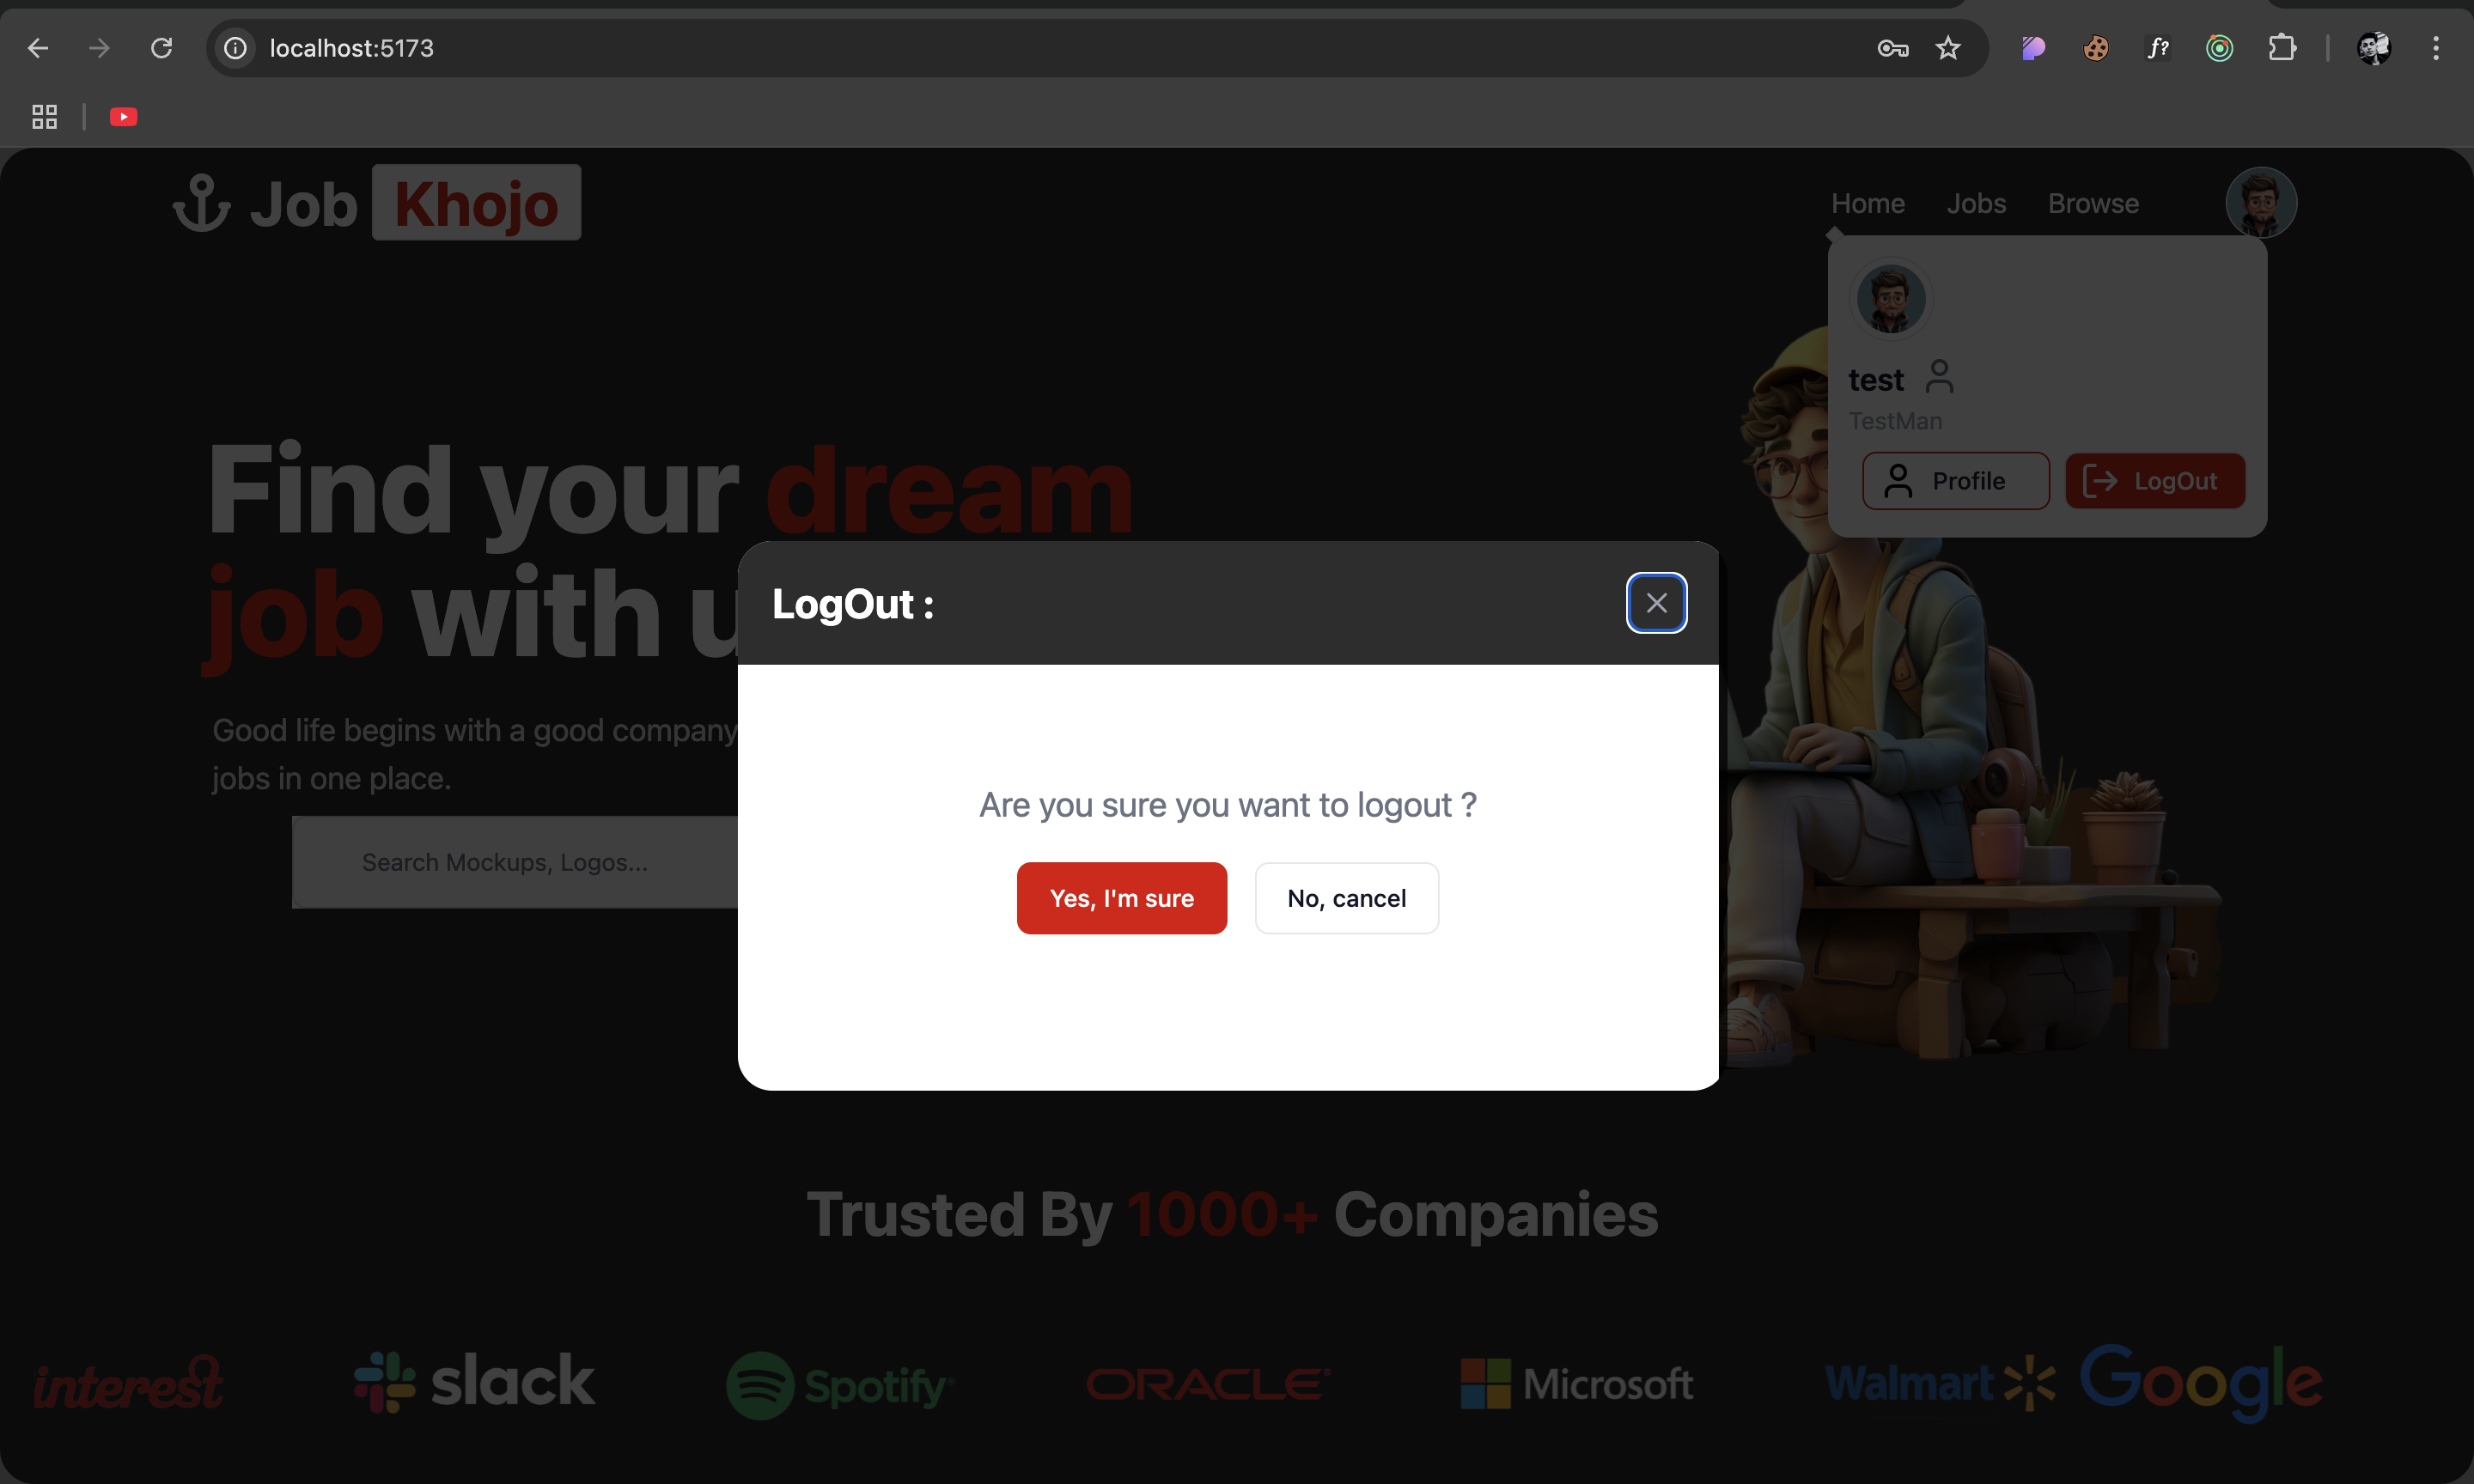 localhost:5173
f?
Job Khojo
Home Jobs Browse
test
TestMan
Profile LogOut
Find your dream
job with u
Good life begins with a good company
jobs in one place.
Search Mockups, Logos...
LogOut :
Are you sure you want to logout ?
Yes, I'm sure No, cancel
Trusted By 1000+ Companies
interest slack Spotify ORACLE Microsoft Walmart Google